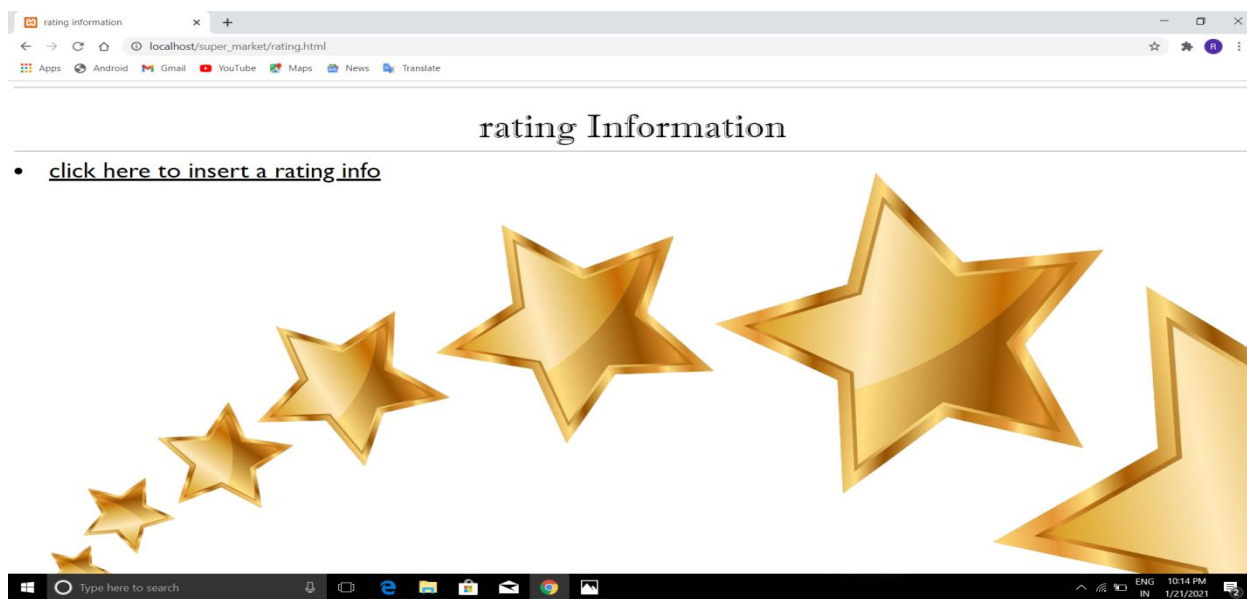 rating information
localhost/super_market/rating.html
R
Apps Android Gmail YouTube Maps News Translate
rating Information
click here to insert a rating info
Type here to search
ENG 10:14 PM
IN 1/21/2021
2